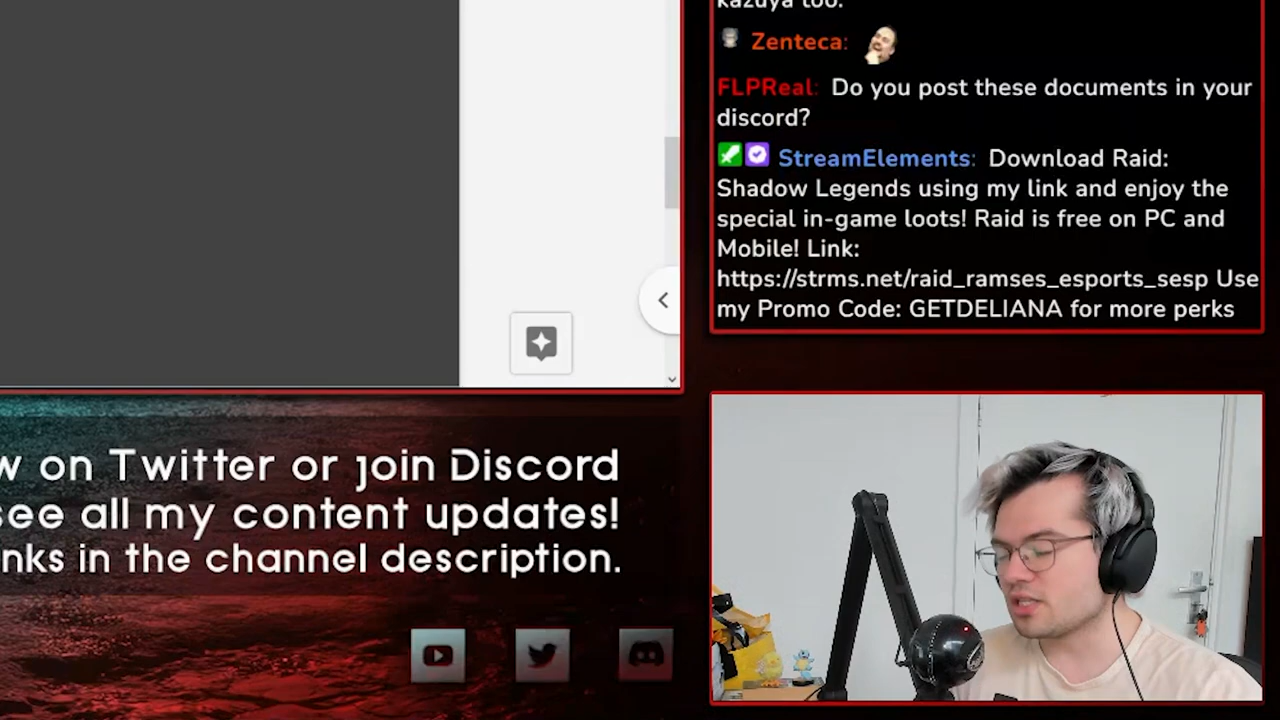 kazuya too.
Zenteca:
FLPReal: Do you post these documents in your
discord?
StreamElements: Download Raid:
Shadow Legends using my link and enjoy the
special in-game loots! Raid is free on PC and
Mobile! Link:
https://strms.net/raid_ramses_esports_sesp Use
my Promo Code: GETDELIANA for more perks
w on Twitter or join Discord
see all my content updates!
nks in the channel description.